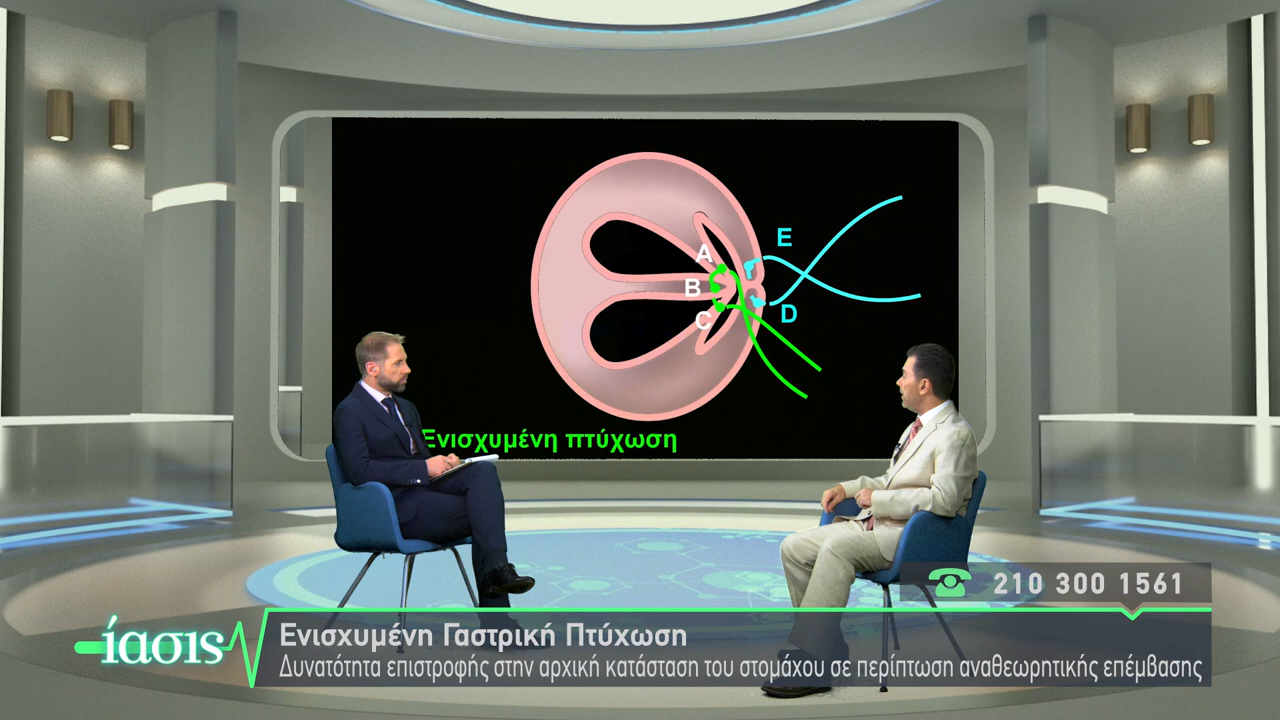 A
B
C
E
D
Ενισχυμένη πτύχωση
210 300 1561
ίασις
Ενισχυμένη Γαστρική Πτύχωση
Δυνατότητα επιστροφής στην αρχική κατάσταση του στομάχου σε περίπτωση αναθεωρητικής επέμβασης